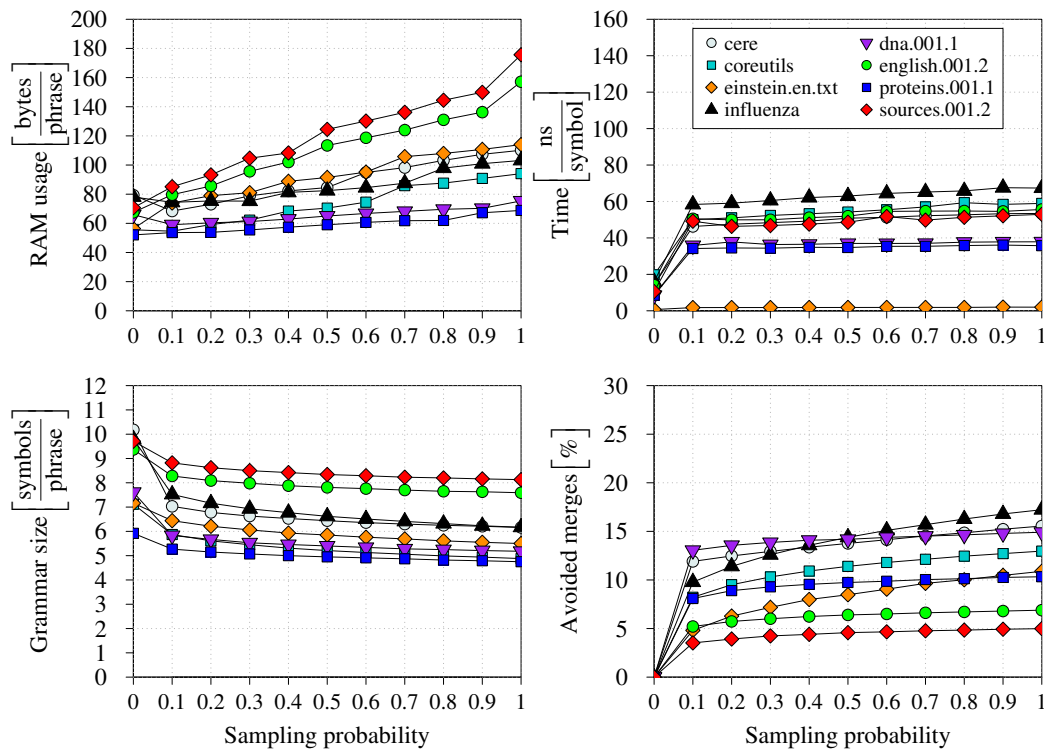 RAM usage [bytes/phrase]
200
180
160
140
120
100
80
60
40
20
0
0 0.1 0.2 0.3 0.4 0.5 0.6 0.7 0.8 0.9 1
Time [ns/symbol]
160
140
120
100
80
60
40
20
0
0 0.1 0.2 0.3 0.4 0.5 0.6 0.7 0.8 0.9 1
cere
coreutils
einstein.en.txt
influenza
dna.001.1
english.001.2
proteins.001.1
sources.001.2
Grammar size [symbols/phrase]
12
11
10
9
8
7
6
5
4
3
2
1
0
0 0.1 0.2 0.3 0.4 0.5 0.6 0.7 0.8 0.9 1
Sampling probability
Avoided merges [%]
30
25
20
15
10
5
0
0 0.1 0.2 0.3 0.4 0.5 0.6 0.7 0.8 0.9 1
Sampling probability